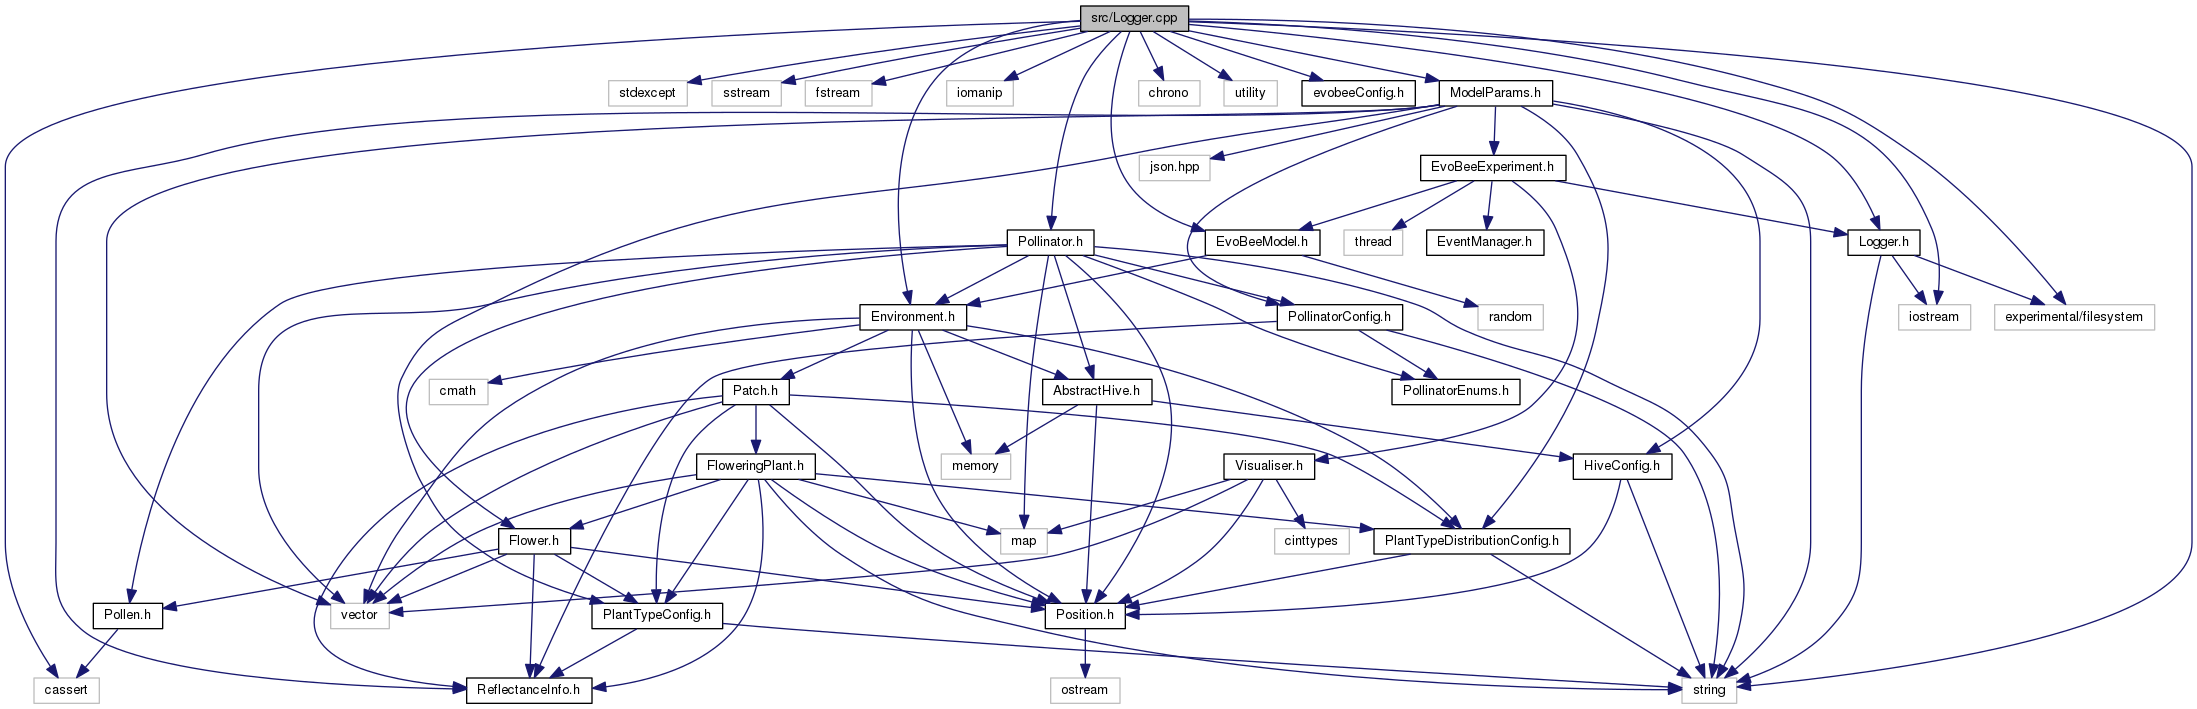 src/Logger.cpp
stdexcept
sstream
fstream
iomanip
chrono
utility
evobeeConfig.h
ModelParams.h
json.hpp
EvoBeeExperiment.h
Pollinator.h
EvoBeeModel.h
thread
EventManager.h
Logger.h
Environment.h
PollinatorConfig.h
random
iostream
experimental/filesystem
cmath
Patch.h
AbstractHive.h
PollinatorEnums.h
FloweringPlant.h
memory
Visualiser.h
HiveConfig.h
Flower.h
map
cinttypes
PlantTypeDistributionConfig.h
Pollen.h
vector
PlantTypeConfig.h
Position.h
cassert
ReflectanceInfo.h
ostream
string